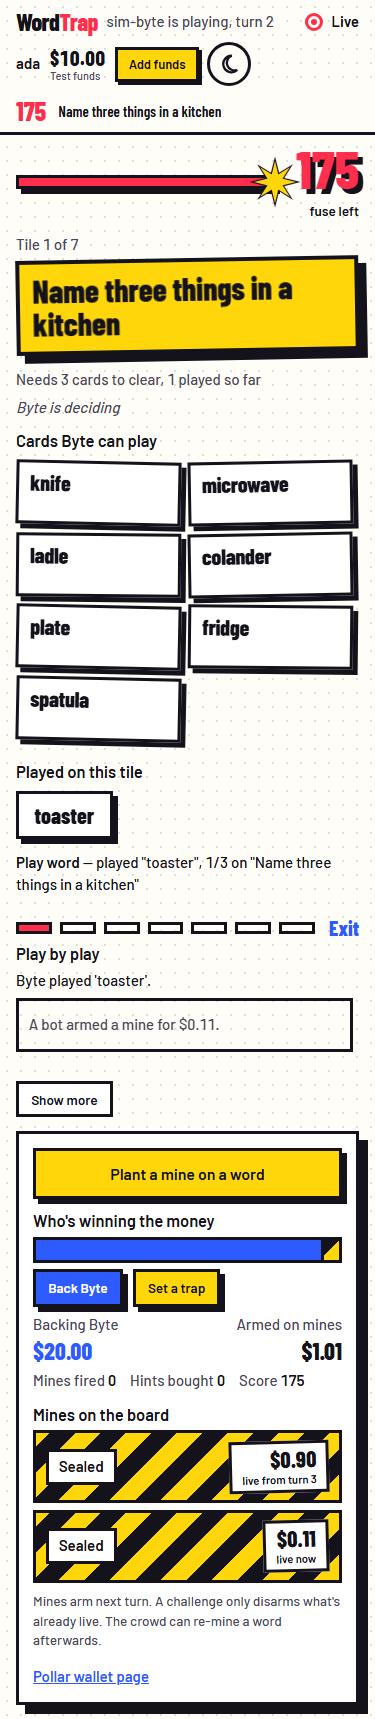 WordTrap sim-byte is playing, turn 2 Live
ada $10.00 Test funds Add funds
175 Name three things in a kitchen
175
fuse left
Tile 1 of 7
Name three things in a
kitchen
Needs 3 cards to clear, 1 played so far
Byte is deciding
Cards Byte can play
knife microwave
ladle colander
plate fridge
spatula
Played on this tile
toaster
Play word — played "toaster", 1/3 on "Name three
things in a kitchen"
Exit
Play by play
Byte played 'toaster'.
A bot armed a mine for $0.11.
Show more
Plant a mine on a word
Who's winning the money
Back Byte Set a trap
Backing Byte Armed on mines
$20.00 $1.01
Mines fired 0 Hints bought 0 Score 175
Mines on the board
Sealed $0.90
live from turn 3
Sealed $0.11
live now
Mines arm next turn. A challenge only disarms what's
already live. The crowd can re-mine a word
afterwards.
Pollar wallet page